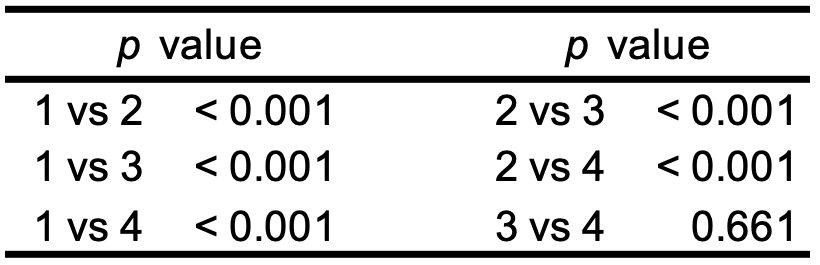 p value p value
1 vs 2 < 0.001 2 vs 3 < 0.001
1 vs 3 < 0.001 2 vs 4 < 0.001
1 vs 4 < 0.001 3 vs 4 0.661